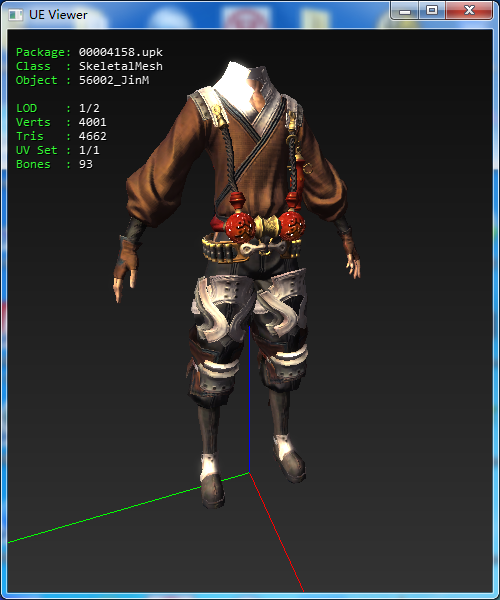 UE Viewer
Package: 00004158.upk
Class : SkeletalMesh
Object : 56002_JinM
LOD : 1/2
Verts : 4001
Tris : 4662
UV Set : 1/1
Bones : 93